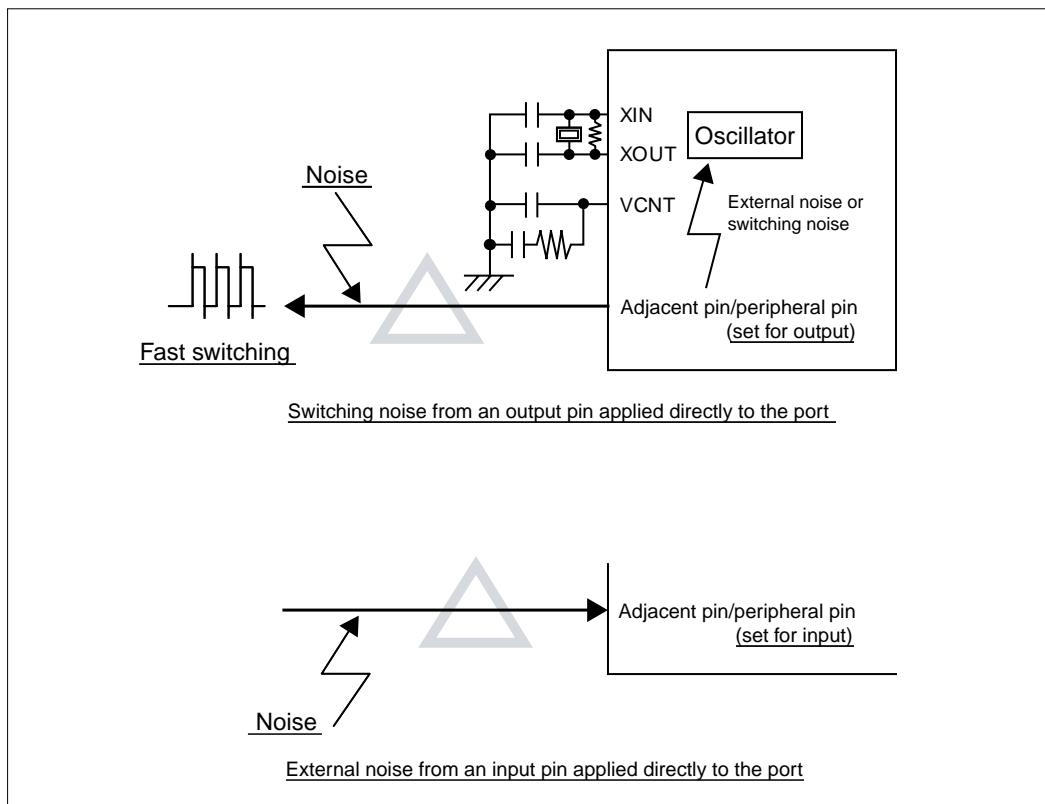 XIN
Oscillator
XOUT
Noise
VCNT
External noise or
switching noise
Adjacent pin/peripheral pin
(set for output)
Fast switching
Switching noise from an output pin applied directly to the port
Adjacent pin/peripheral pin
(set for input)
Noise
External noise from an input pin applied directly to the port